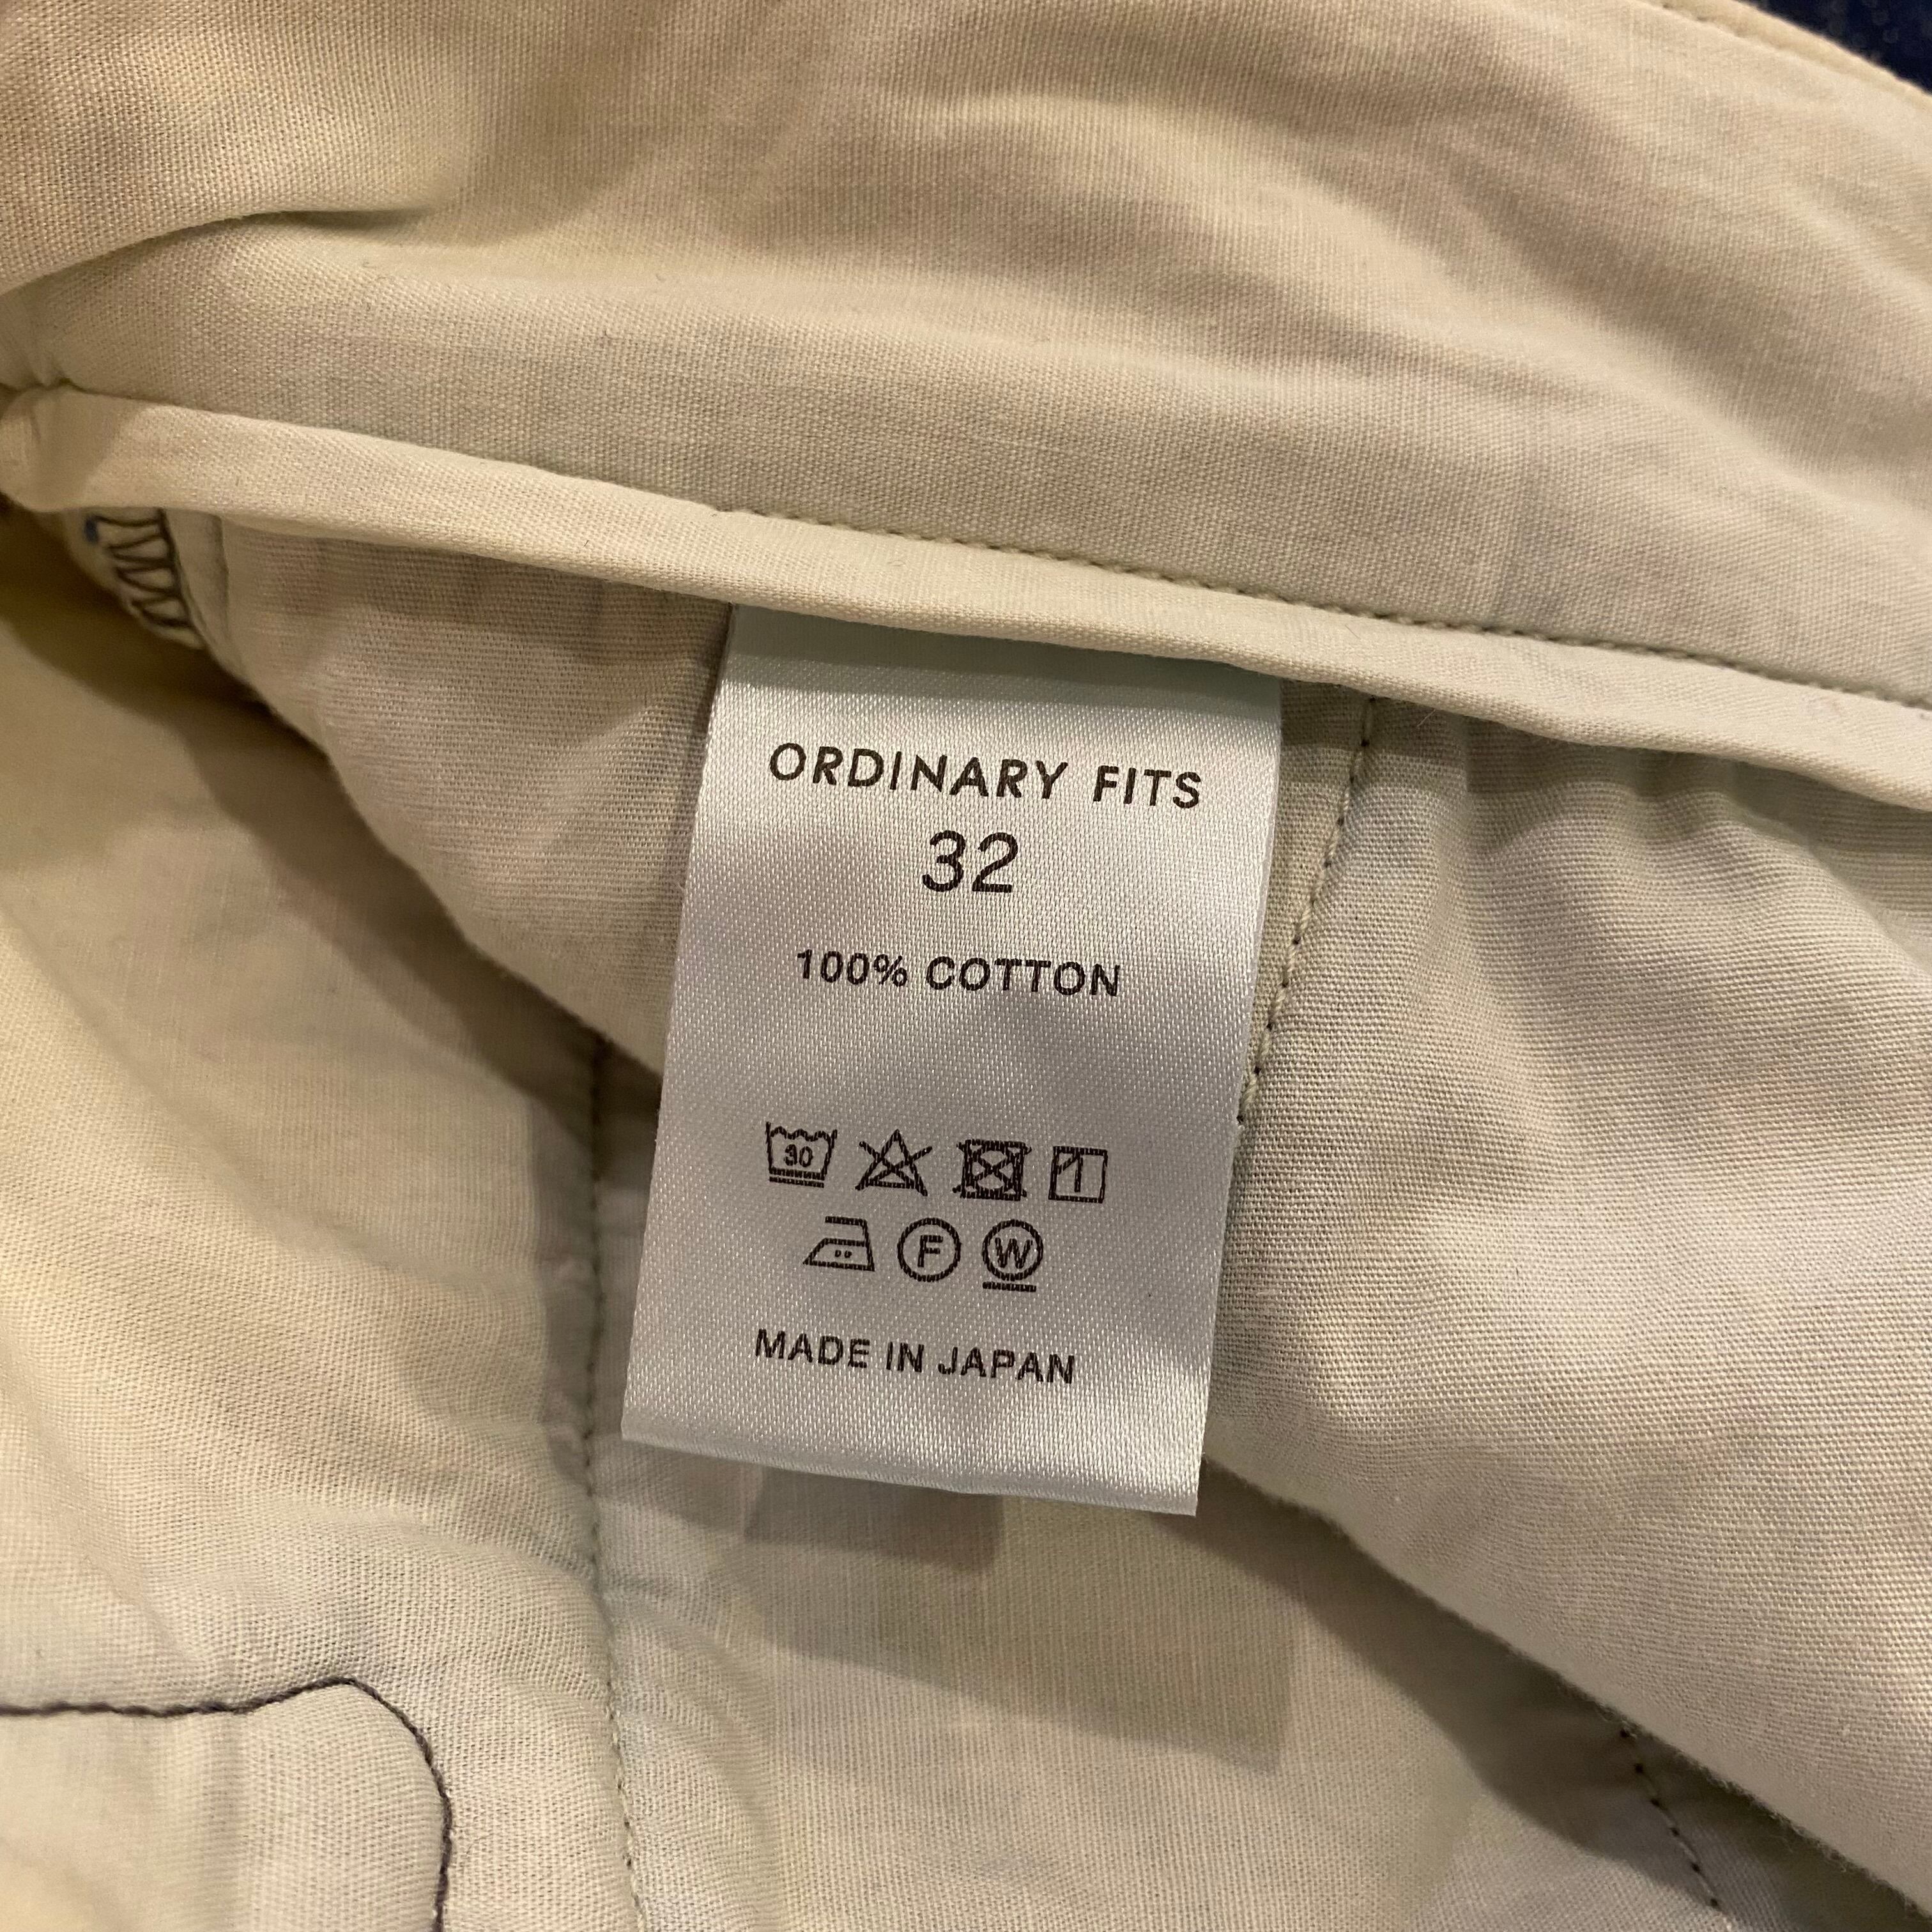 ORDINARY FITS
32
100% COTTON
30
F W
MADE IN JAPAN